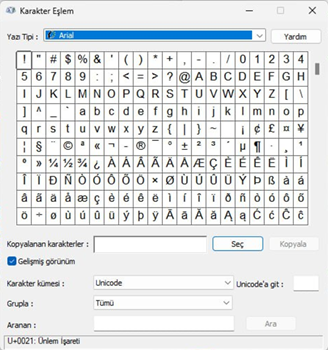 Karakter Eşlem
Yazı Tipi : Arial Yardım
! " # $ % & ' ( ) * + , - . / 0 1 2 3 4
5 6 7 8 9 : ; < = > ? @ A B C D E F G H
I J K L M N O P Q R S T U V W X Y Z [ \
] ^ _ ` a b c d e f g h i j k l m n o p
q r s t u v w x y z { | } ~ ¡ ¢ £ ¤ ¥
¦ § ¨ © ª « ¬ - ® ¯ ° ± ² ³ ´ µ ¶ · ¸ ¹
º » ¼ ½ ¾ ¿ À Á Â Ã Ä Å Æ Ç È É Ê Ë Ì Í
Î Ï Ð Ñ Ò Ó Ô Õ Ö × Ø Ù Ú Û Ü Ý Þ ß à á
â ã ä å æ ç è é ê ë ì í î ï ð ñ ò ó ô õ
ö ÷ ø ù ú û ü ý þ ÿ Ā ā Ă ă Ą ą Ć ć Ĉ ĉ
Kopyalanan karakterler : Seç Kopyala
Gelişmiş görünüm
Karakter kümesi : Unicode Unicode'a git :
Grupla : Tümü
Aranan : Ara
U+0021: Ünlem İşareti